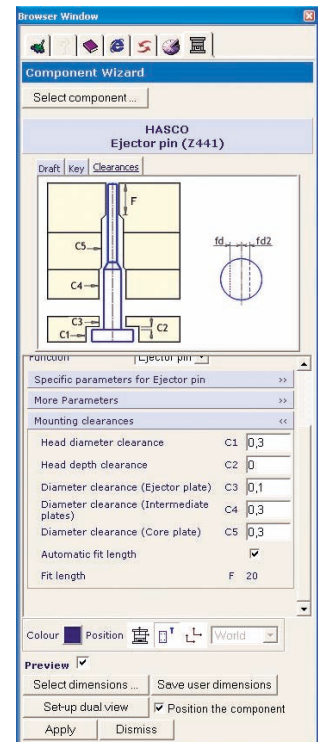 Browser Window
Component Wizard
Select component ...
HASCO
Ejector pin (Z441)
Draft Key Clearances
F
C5
fd fd2
C4
C3
C2
C1
Function Ejector pin
Specific parameters for Ejector pin >>
More Parameters >>
Mounting clearances <<
Head diameter clearance C1 0,3
Head depth clearance C2 0
Diameter clearance (Ejector plate) C3 0,1
Diameter clearance (Intermediate
plates) C4 0,3
Diameter clearance (Core plate) C5 0,3
Automatic fit length
Fit length F 20
Colour Position World
Preview
Select dimensions ... Save user dimensions
Set-up dual view Position the component
Apply Dismiss